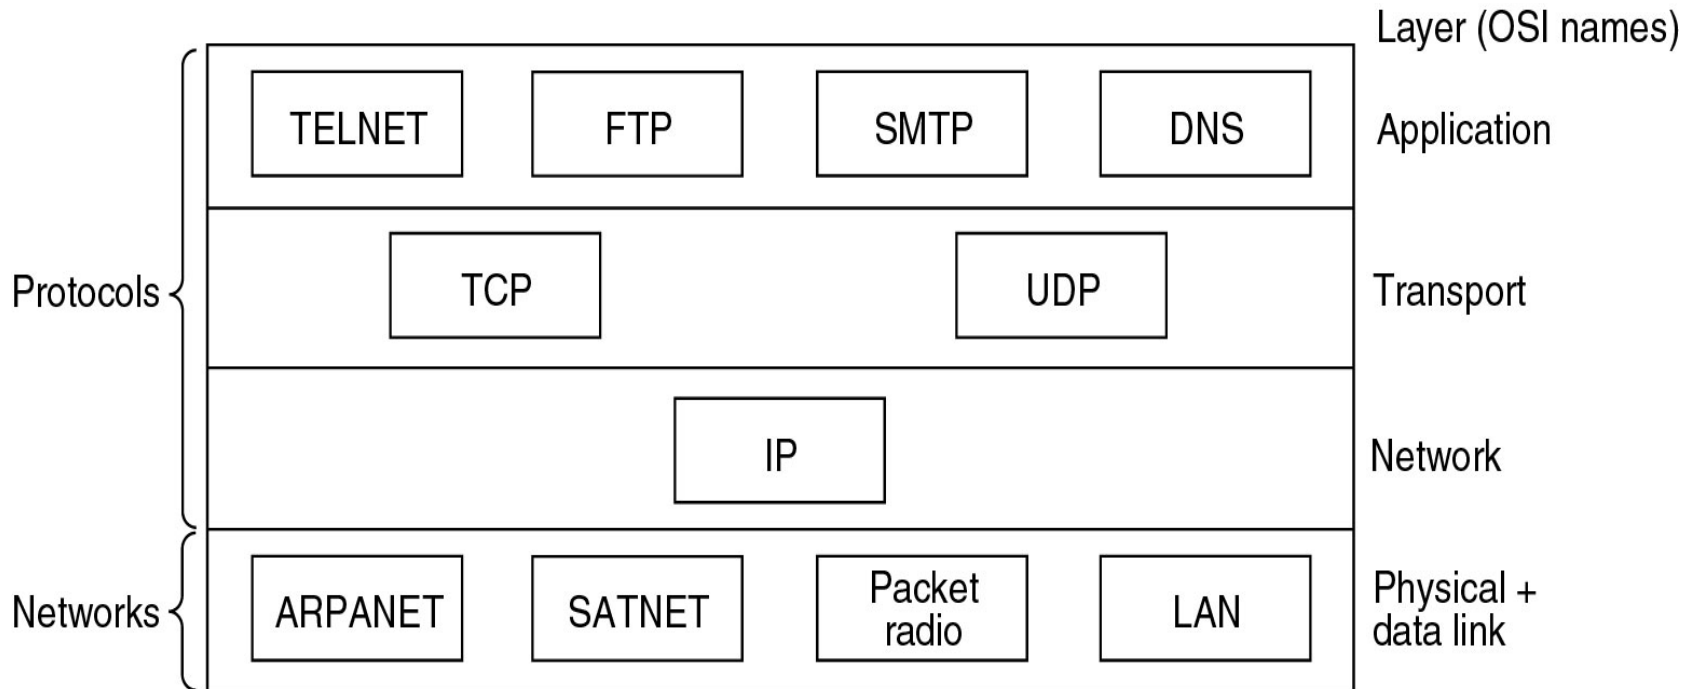 Layer (OSI names)
TELNET FTP SMTP DNS Application
Protocols TCP UDP Transport
IP Network
Networks ARPANET SATNET Packet radio LAN Physical +
data link